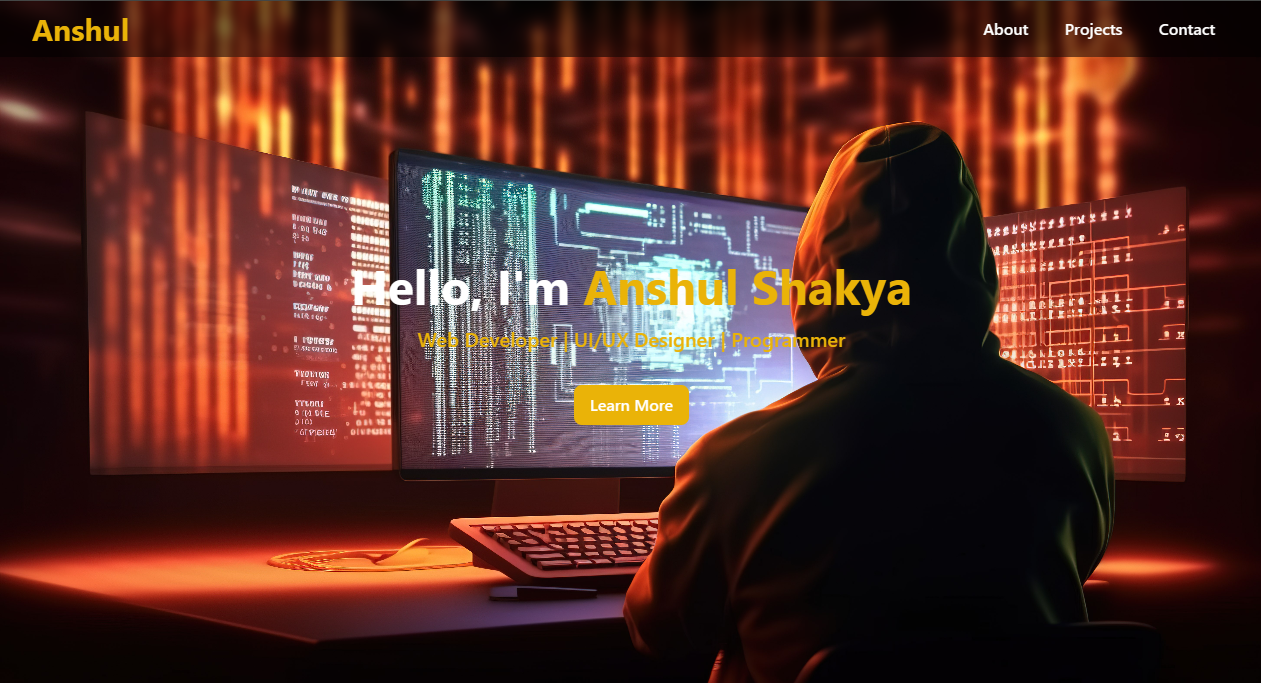 Anshul
About Projects Contact
Hello, I'm Anshul Shakya
Web Developer | UI/UX Designer | Programmer
Learn More